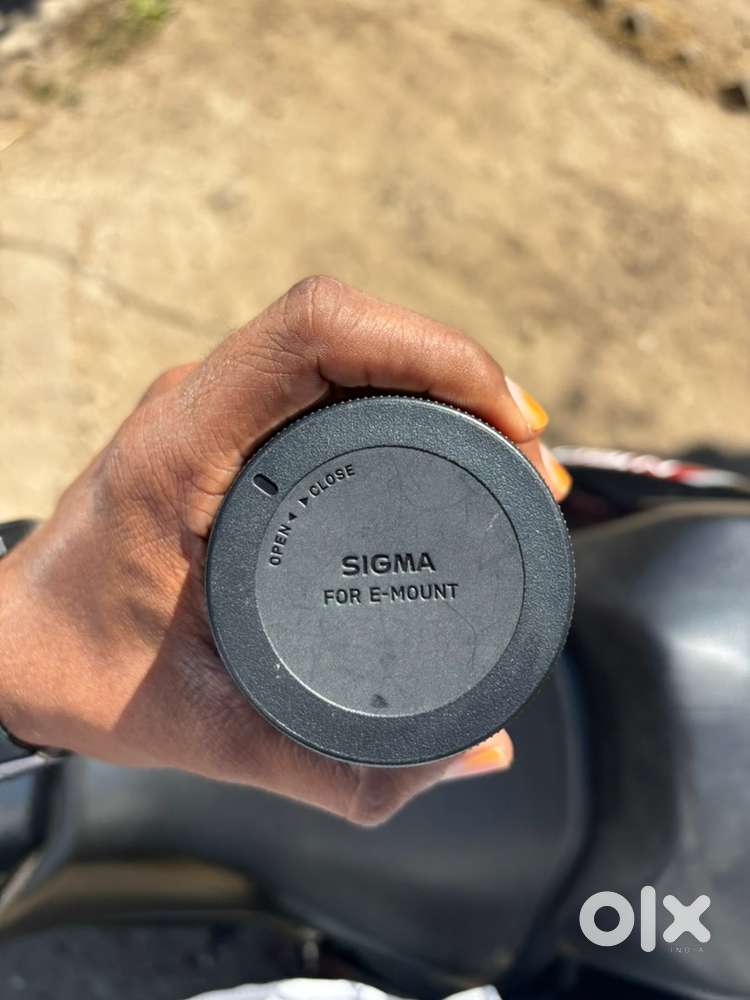 OPEN◄ ►CLOSE
SIGMA
FOR E-MOUNT
olx
INDIA